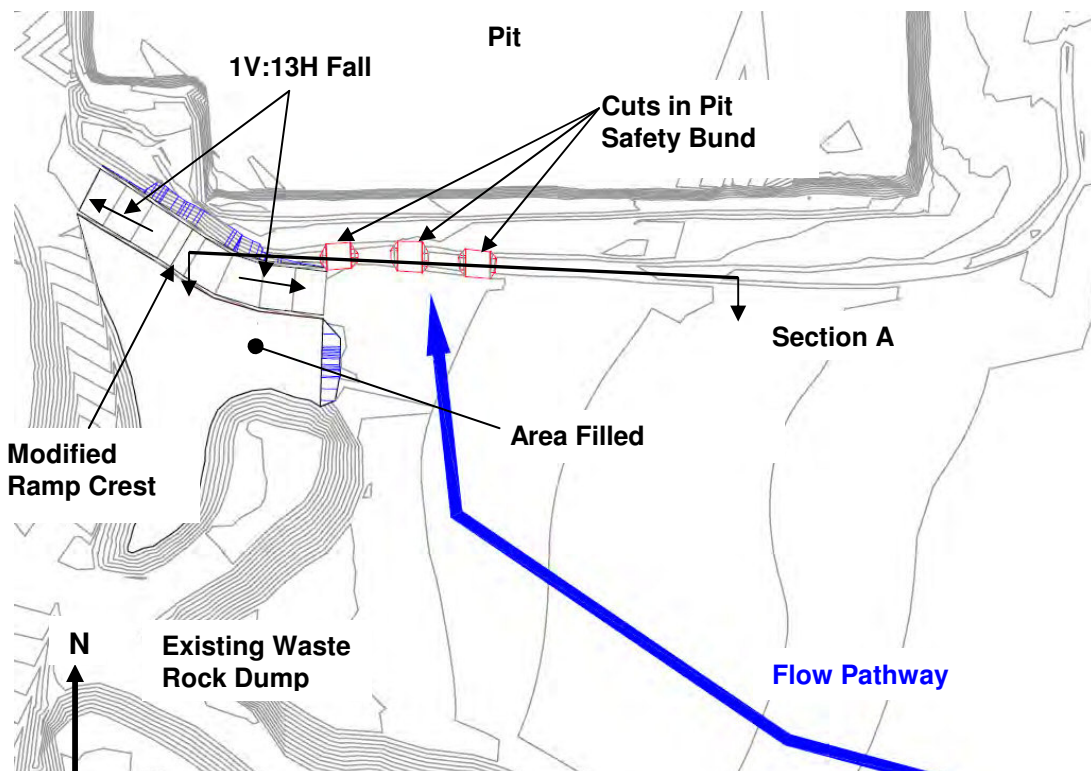 Pit
1V:13H Fall
Cuts in Pit
Safety Bund
Section A
Area Filled
Modified
Ramp Crest
N
Existing Waste
Rock Dump
Flow Pathway